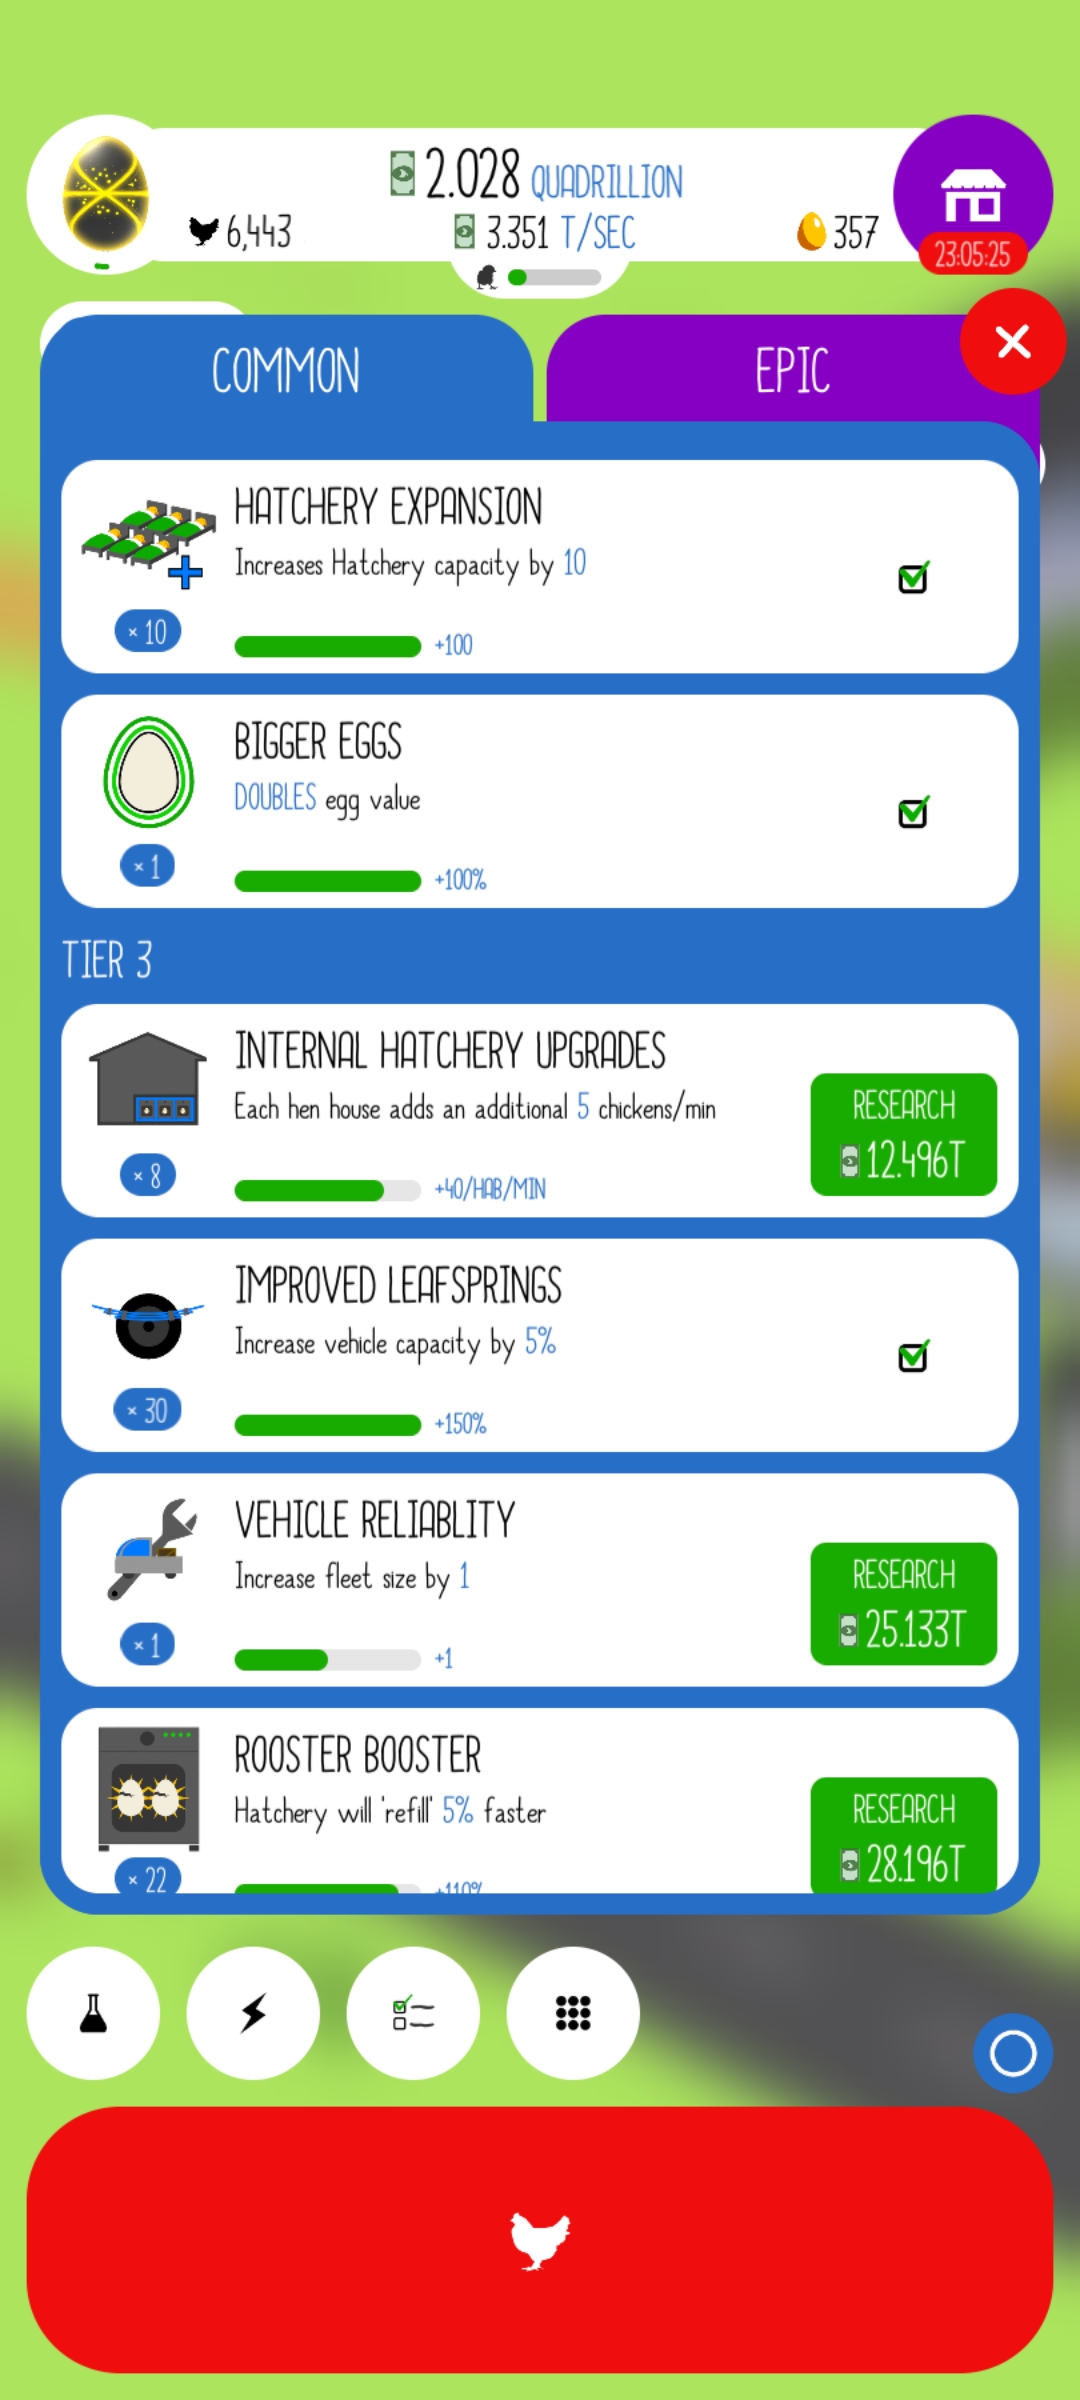 2.028 QUADRILLION
6,443
3.351 T/SEC
357
23:05:25
COMMON
EPIC
HATCHERY EXPANSION
Increases Hatchery capacity by 10
× 10
+100
BIGGER EGGS
DOUBLES egg value
× 1
+100%
TIER 3
INTERNAL HATCHERY UPGRADES
Each hen house adds an additional 5 chickens/min
RESEARCH
12.496T
× 8
+40/HAB/MIN
IMPROVED LEAFSPRINGS
Increase vehicle capacity by 5%
× 30
+150%
VEHICLE RELIABLITY
Increase fleet size by 1
RESEARCH
25.133T
× 1
+1
ROOSTER BOOSTER
Hatchery will 'refill' 5% faster
RESEARCH
28.196T
× 22
+110%